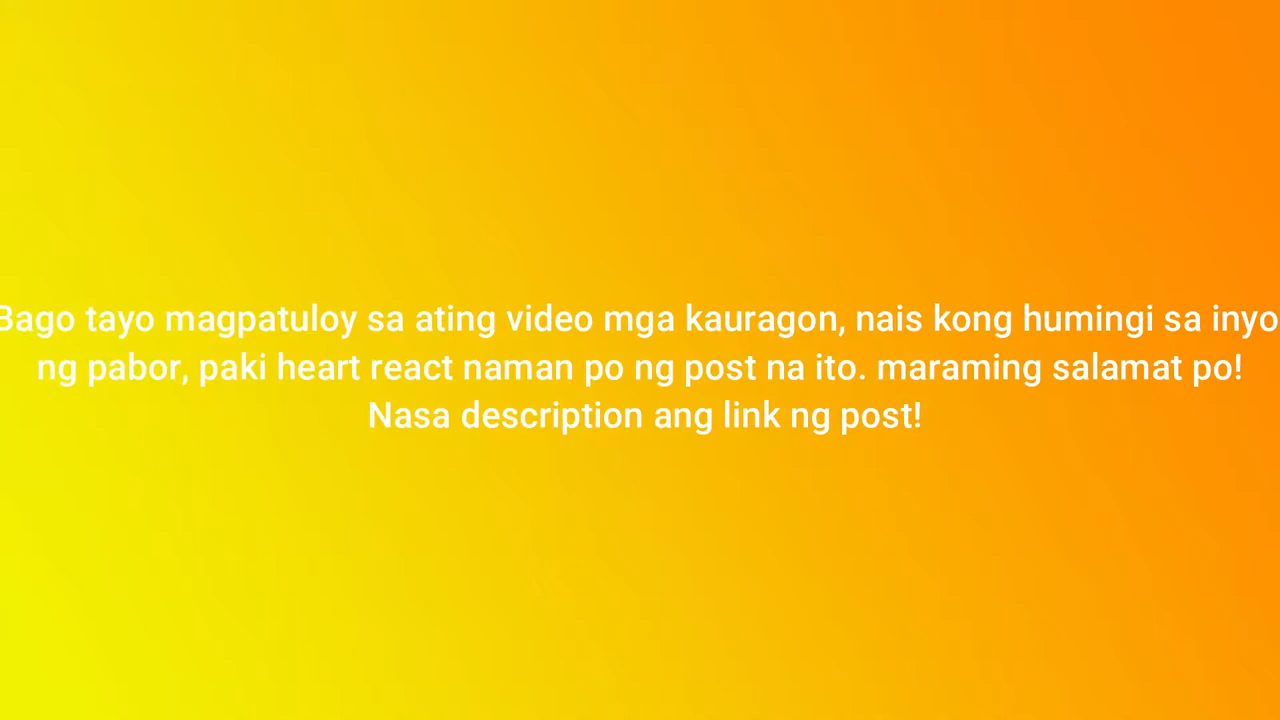 Bago tayo magpatuloy sa ating video mga kauragon, nais kong humingi sa inyo
ng pabor, paki heart react naman po ng post na ito. maraming salamat po!
Nasa description ang link ng post!